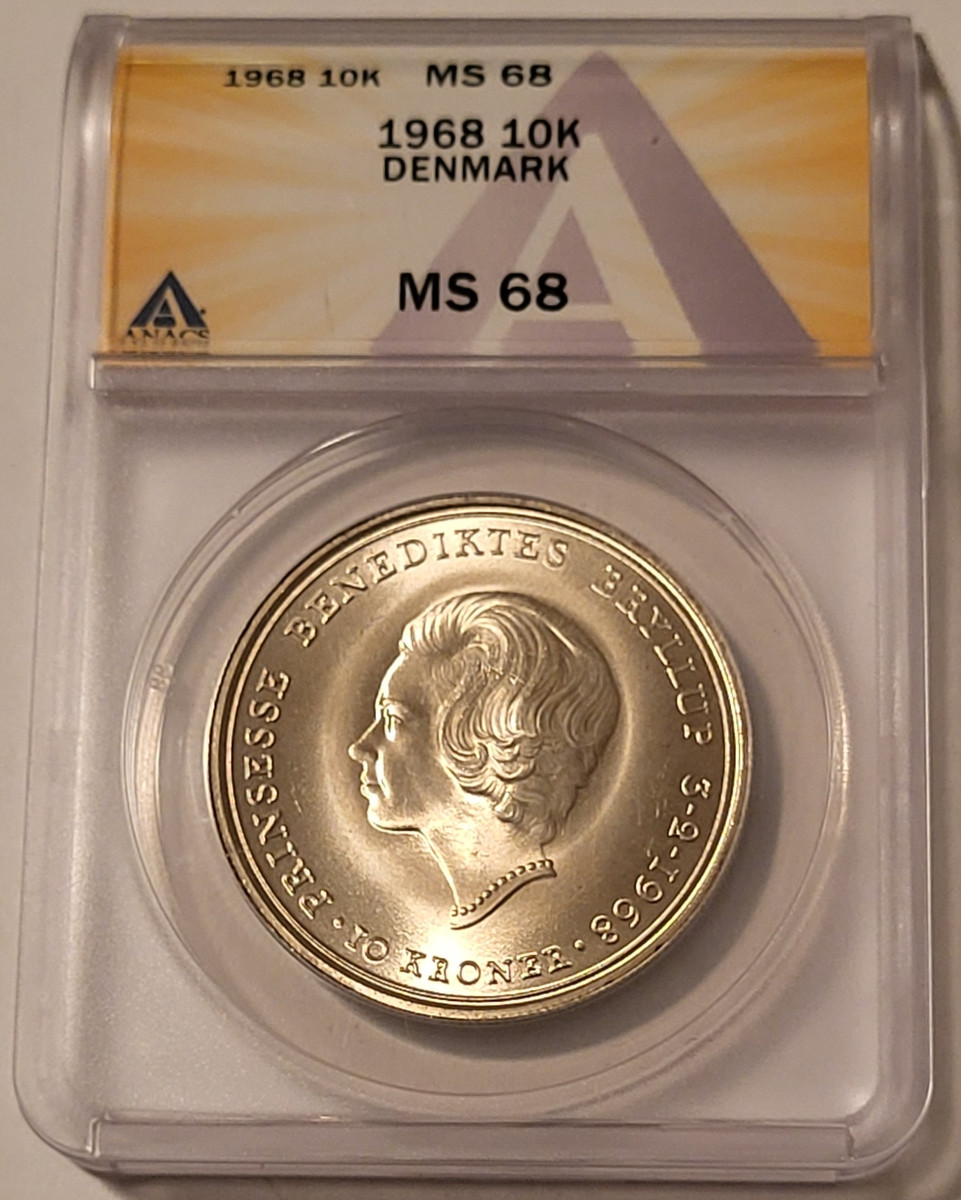 1968 10K MS 68
1968 10K
DENMARK
MS 68
ANACS
PRINSESSE BENEDIKTES BRYLLUP 3-2-1968 ·
10 KRONER ·